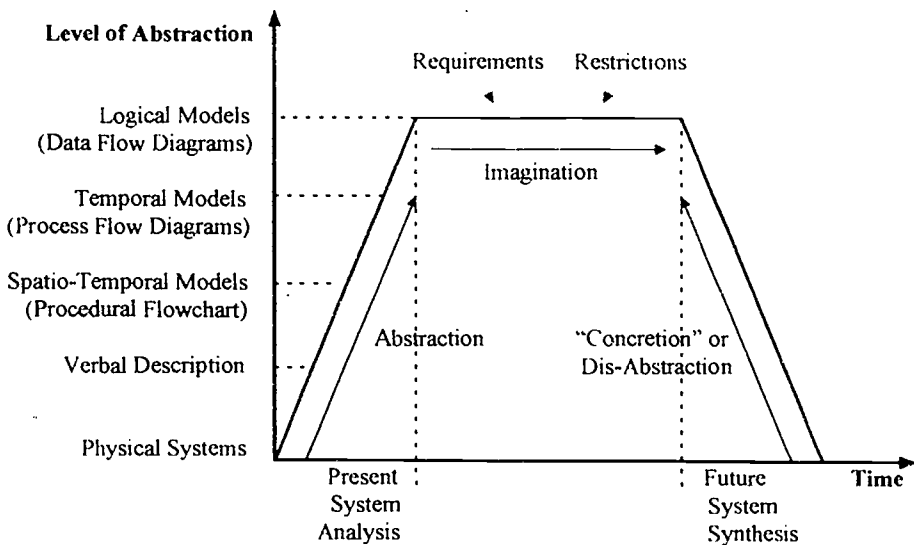 Level of Abstraction
Requirements Restrictions
Logical Models
(Data Flow Diagrams)
Imagination
Temporal Models
(Process Flow Diagrams)
Spatio-Temporal Models
(Procedural Flowchart)
Abstraction
“Concretion” or
Dis-Abstraction
Verbal Description
Physical Systems
Present
System
Analysis
Future
System
Synthesis
Time